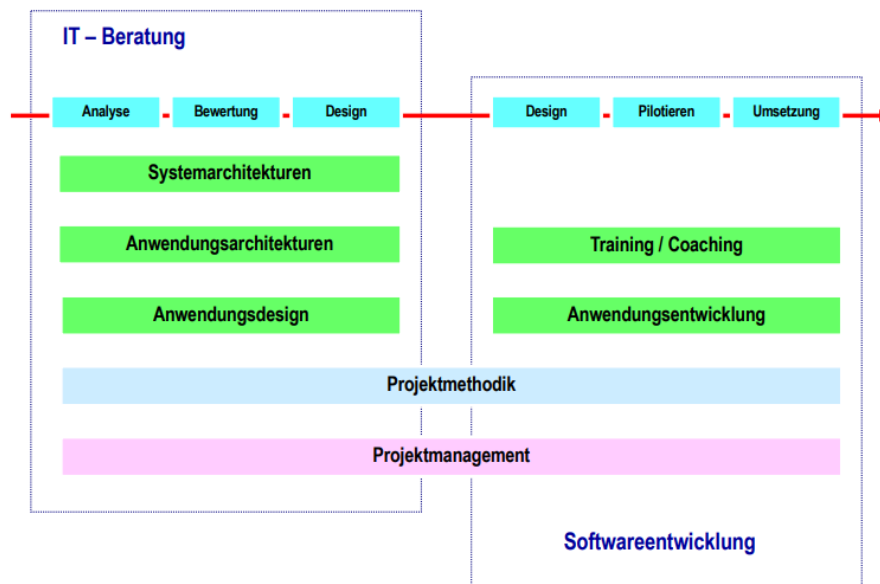 IT – Beratung
Analyse
Bewertung
Design
Design
Pilotieren
Umsetzung
Systemarchitekturen
Anwendungsarchitekturen
Training / Coaching
Anwendungsdesign
Anwendungsentwicklung
Projektmethodik
Projektmanagement
Softwareentwicklung